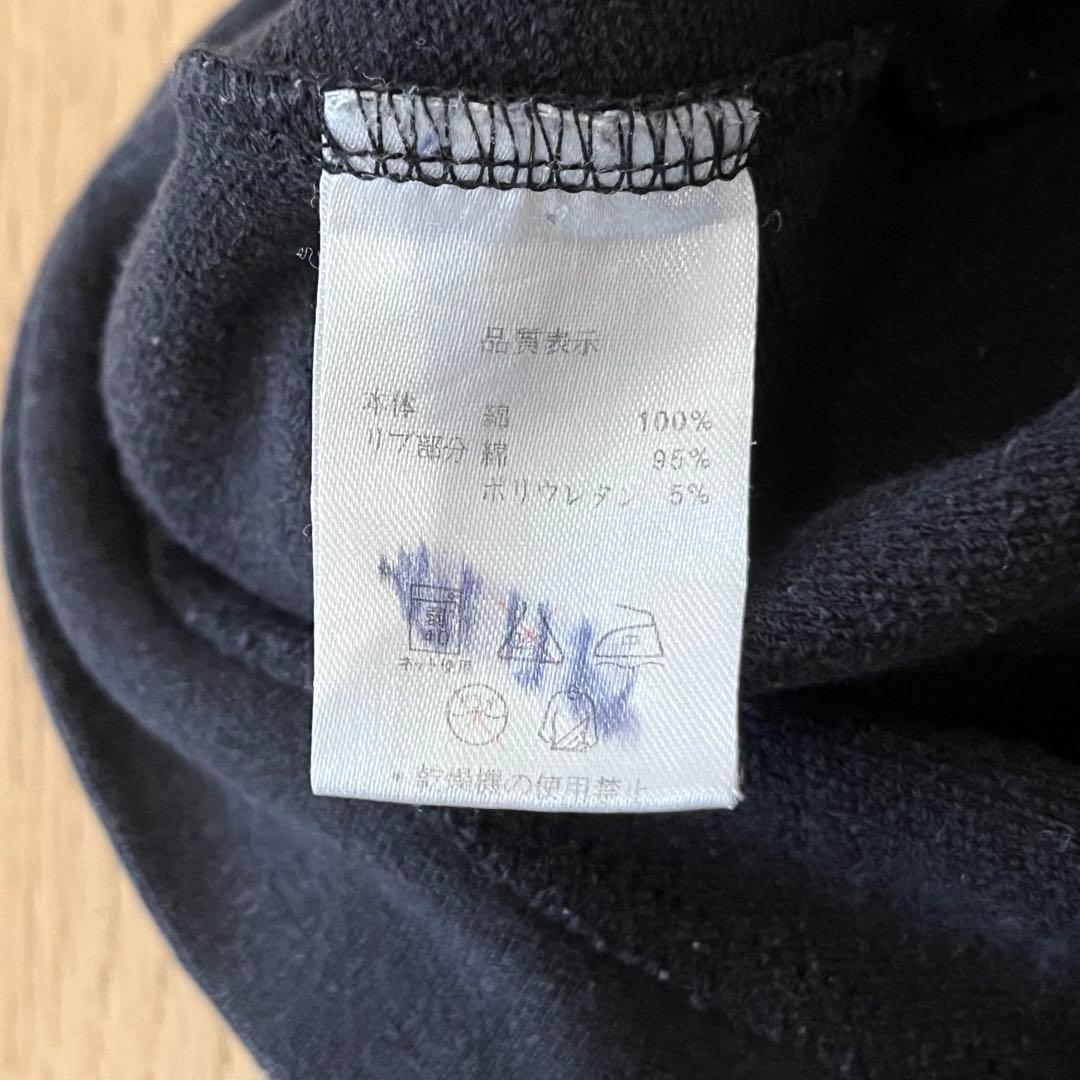 品質表示
本体 綿 100%
リブ部分 綿 95%
ポリウレタン 5%
ネット使用
* 乾燥機の使用禁止